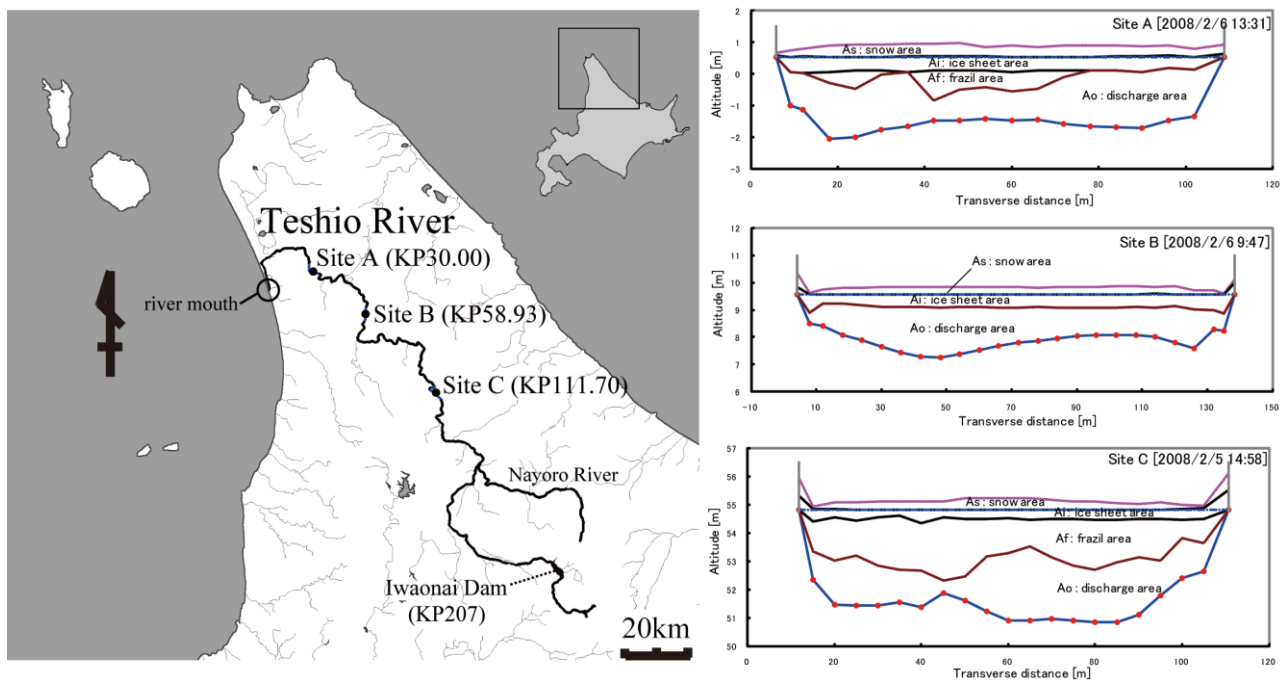 Teshio River
Site A (KP30.00)
river mouth
Site B (KP58.93)
Site C (KP111.70)
Nayoro River
Iwaonai Dam
(KP207)
20km
Site A [2008/2/6 13:31]
As : snow area
Ai : ice sheet area
Af : frazil area
Ao : discharge area
Altitude [m]
2
1
0
-1
-2
-3
0 20 40 60 80 100 120
Transverse distance [m]
Site B [2008/2/6 9:47]
As : snow area
Ai : ice sheet area
Ao : discharge area
Altitude [m]
12
11
10
9
8
7
6
-10 10 30 50 70 90 110 130 150
Transverse distance [m]
Site C [2008/2/5 14:58]
As : snow area
Ai : ice sheet area
Af : frazil area
Ao : discharge area
Altitude [m]
57
56
55
54
53
52
51
50
0 20 40 60 80 100 120
Transverse distance [m]